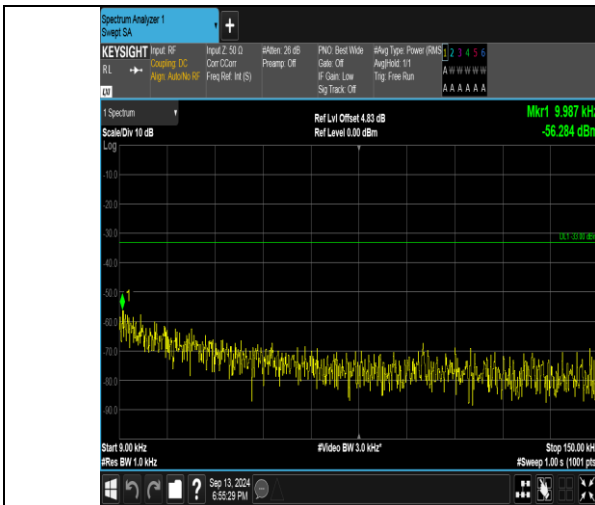 Spectrum Analyzer 1
Swept SA
+
KEYSIGHT
RL
LXI
Input: RF
Coupling: DC
Align: Auto/No RF
Input Z: 50 Ω
Corr CCorr
Freq Ref: Int (S)
#Atten: 26 dB
Preamp: Off
PNO: Best Wide
Gate: Off
IF Gain: Low
Sig Track: Off
#Avg Type: Power (RMS
Avg|Hold: 1/1
Trig: Free Run
1 2 3 4 5 6
A W W W W W
A A A A A A
1 Spectrum
Scale/Div 10 dB
Log
Ref Lvl Offset 4.83 dB
Ref Level 0.00 dBm
Mkr1 9.987 kHz
-56.284 dBm
-10.0
-20.0
-30.0
DL1 -33.00 dBm
-40.0
-50.0
1
-60.0
-70.0
-80.0
-90.0
Start 9.00 kHz
#Res BW 1.0 kHz
#Video BW 3.0 kHz*
Stop 150.00 kHz
#Sweep 1.00 s (1001 pts)
?
Sep 13, 2024
6:55:29 PM